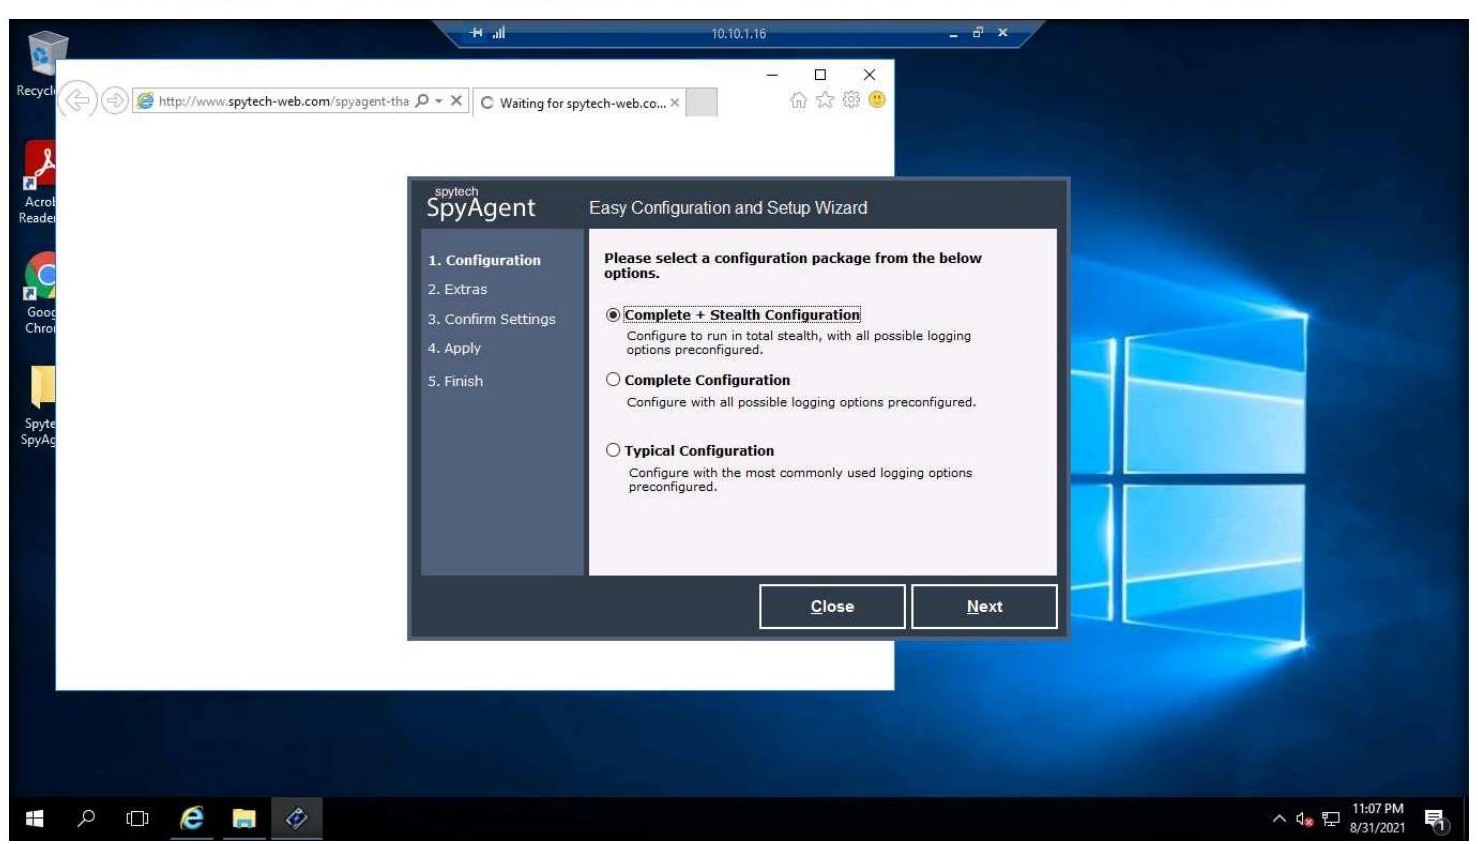 10.10.1.16
Recycl
http://www.spytech-web.com/spyagent-tha
Waiting for spytech-web.co...
Acrob
Reader
Goog
Chro
Spyte
SpyAg
spytech
SpyAgent
Easy Configuration and Setup Wizard
1. Configuration
2. Extras
3. Confirm Settings
4. Apply
5. Finish
Please select a configuration package from the below
options.
Complete + Stealth Configuration
Configure to run in total stealth, with all possible logging
options preconfigured.
Complete Configuration
Configure with all possible logging options preconfigured.
Typical Configuration
Configure with the most commonly used logging options
preconfigured.
Close
Next
11:07 PM
8/31/2021
1